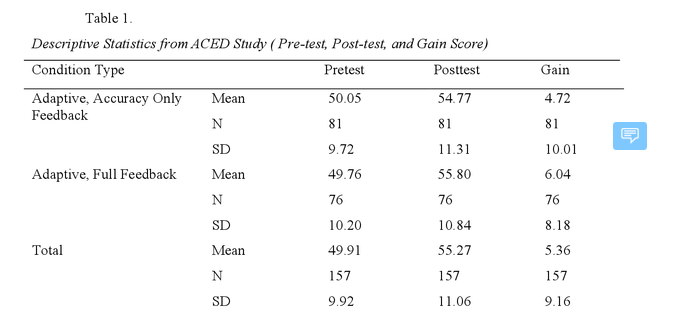 Table 1.
Descriptive Statistics from ACED Study ( Pre-test, Post-test, and Gain Score)
Condition Type Pretest Posttest Gain
Adaptive, Accuracy Only Feedback Mean 50.05 54.77 4.72
N 81 81 81
SD 9.72 11.31 10.01
Adaptive, Full Feedback Mean 49.76 55.80 6.04
N 76 76 76
SD 10.20 10.84 8.18
Total Mean 49.91 55.27 5.36
N 157 157 157
SD 9.92 11.06 9.16